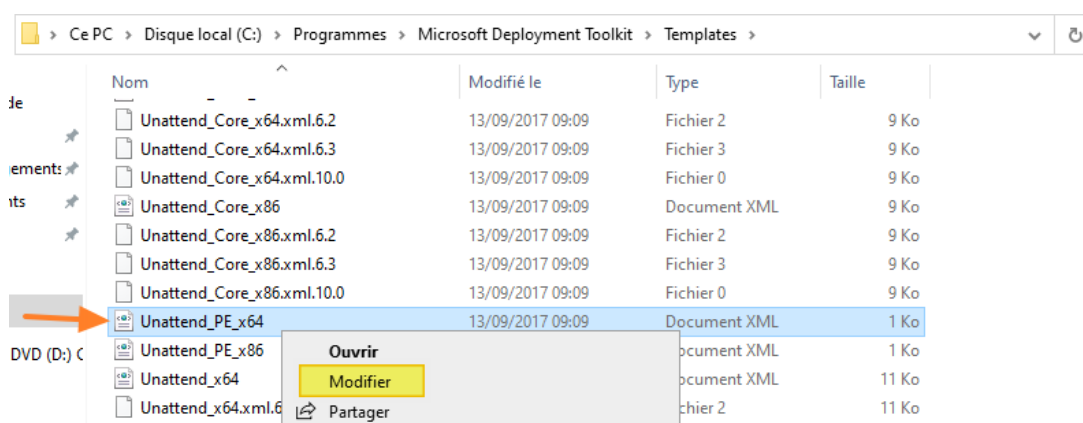 Ce PC > Disque local (C:) > Programmes > Microsoft Deployment Toolkit > Templates >
Nom Modifié le Type Taille
de
Unattend_Core_x64.xml.6.2 13/09/2017 09:09 Fichier 2 9 Ko
Unattend_Core_x64.xml.6.3 13/09/2017 09:09 Fichier 3 9 Ko
ements Unattend_Core_x64.xml.10.0 13/09/2017 09:09 Fichier 0 9 Ko
nts Unattend_Core_x86 13/09/2017 09:09 Document XML 9 Ko
Unattend_Core_x86.xml.6.2 13/09/2017 09:09 Fichier 2 9 Ko
Unattend_Core_x86.xml.6.3 13/09/2017 09:09 Fichier 3 9 Ko
Unattend_Core_x86.xml.10.0 13/09/2017 09:09 Fichier 0 9 Ko
Unattend_PE_x64 13/09/2017 09:09 Document XML 1 Ko
DVD (D:) C Unattend_PE_x86 Ouvrir ocument XML 1 Ko
Unattend_x64 Modifier ocument XML 11 Ko
Unattend_x64.xml.6 Partager chier 2 11 Ko